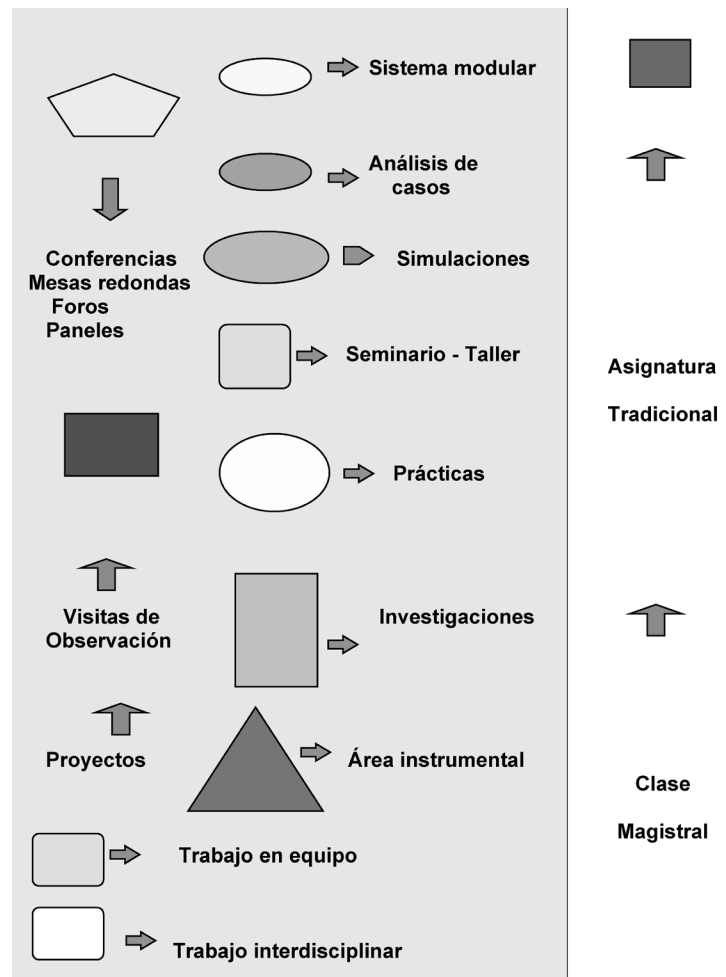 Sistema modular
Análisis de
casos
Conferencias
Mesas redondas
Foros
Paneles
Simulaciones
Seminario - Taller
Prácticas
Visitas de
Observación
Investigaciones
Proyectos
Área instrumental
Trabajo en equipo
Trabajo interdisciplinar
Asignatura
Tradicional
Clase
Magistral